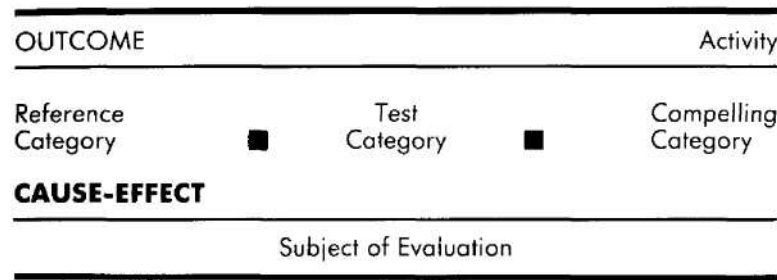 OUTCOME Activity
Reference Test Compelling
Category ■ Category ■ Category
CAUSE-EFFECT
Subject of Evaluation